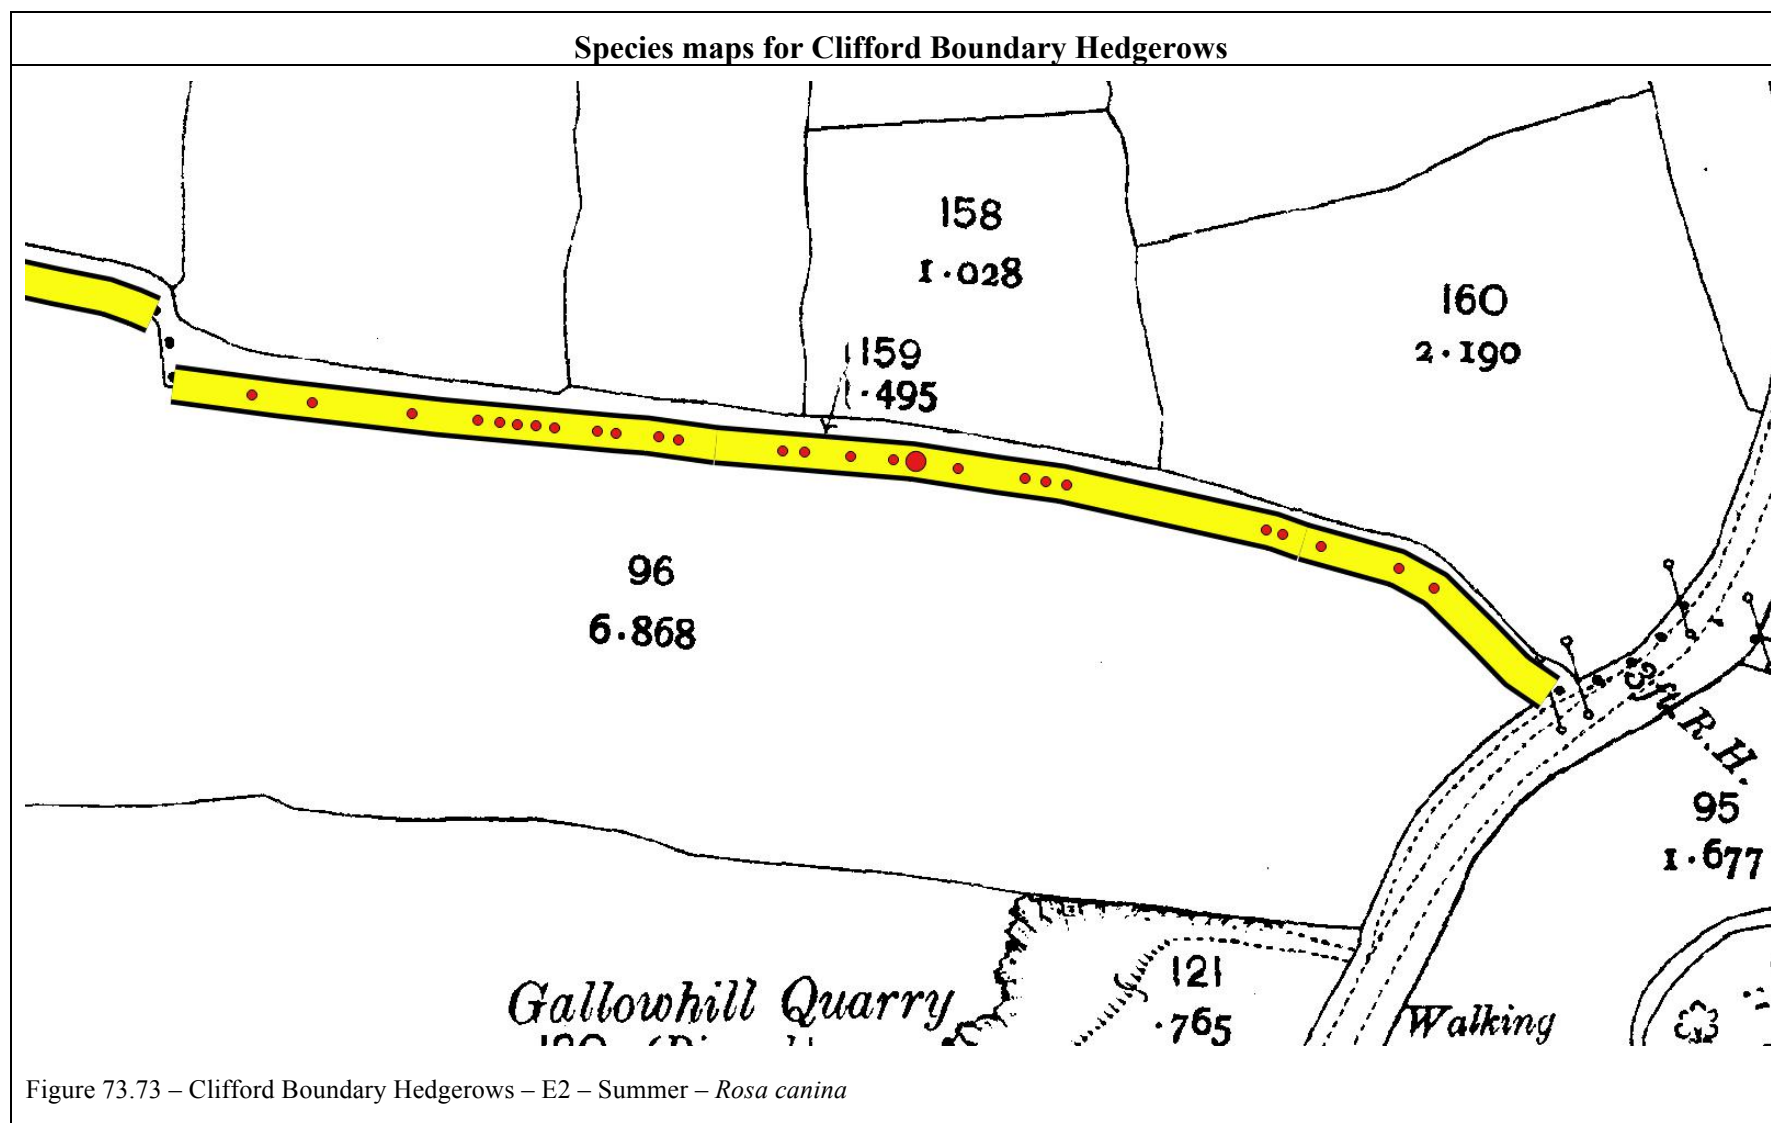 Species maps for Clifford Boundary Hedgerows
158
1·028
160
2·190
159
·495
96
6·868
3ft R.H.
95
1·677
121
·765
Gallowhill Quarry
Walking
Figure 73.73 – Clifford Boundary Hedgerows – E2 – Summer – Rosa canina